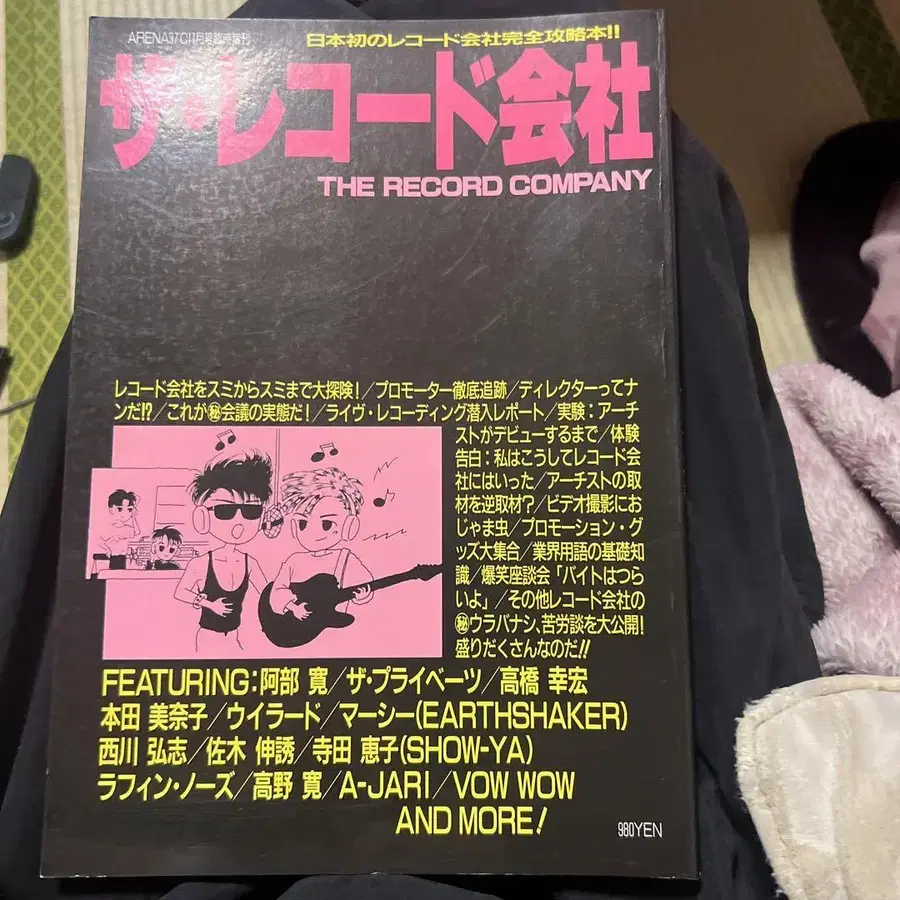 ARENA37℃11月号臨時増刊
日本初のレコード会社完全攻略本!!
ザ・レコード会社
THE RECORD COMPANY
レコード会社をスミからスミまで大探険!/プロモーター徹底追跡/ディレクターってナ
ンだ!?/これが㊙会議の実態だ!/ライヴ・レコーディング潜入レポート/実験:アーチ
ストがデビューするまで/体験
告白:私はこうしてレコード会
社にはいった/アーチストの取
材を逆取材?/ビデオ撮影にお
じゃま虫/プロモーション・グ
ッズ大集合/業界用語の基礎知
識/爆笑座談会「バイトはつら
いよ」/その他レコード会社の
㊙ウラバナシ、苦労談を大公開!
盛りだくさんなのだ!!
FEATURING:阿部 寛/ザ・プライベーツ/高橋 幸宏
本田 美奈子/ウイラード/マーシー(EARTHSHAKER)
西川 弘志/佐木 伸誘/寺田 恵子(SHOW-YA)
ラフィン・ノーズ/高野 寛/A-JARI/VOW WOW
AND MORE!
980YEN